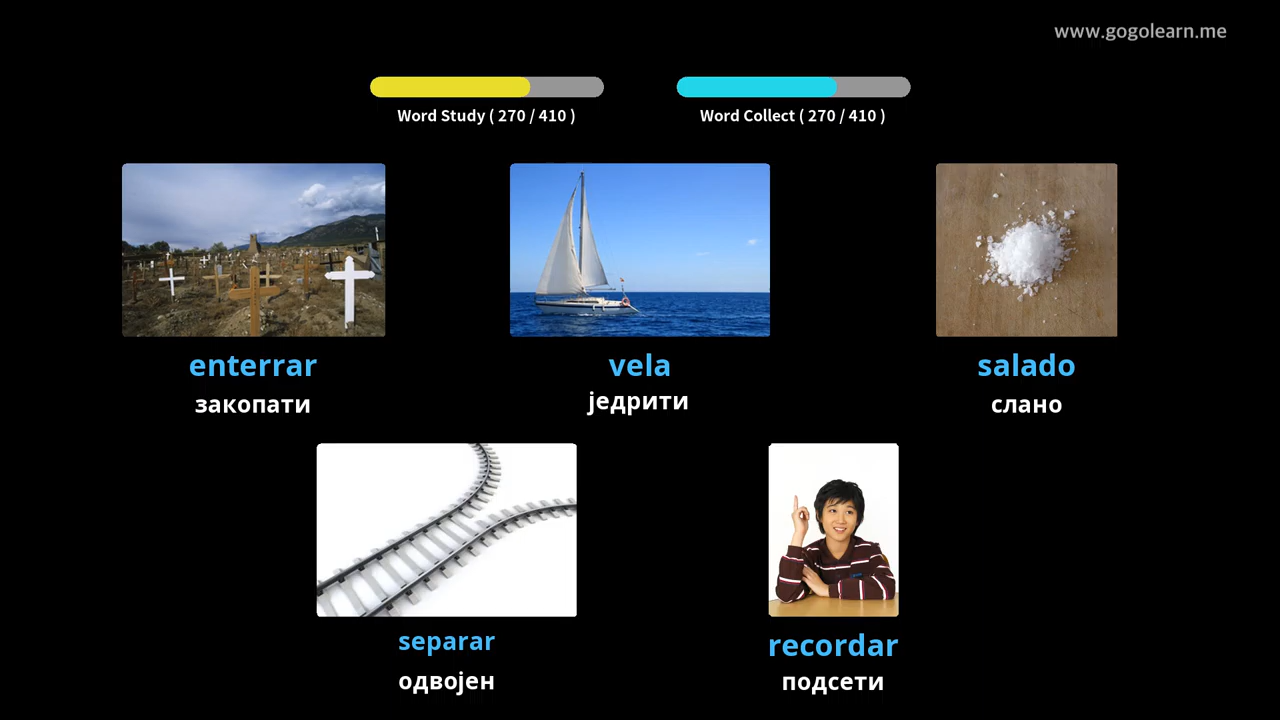 www.gogolearn.me
Word Study ( 270 / 410 )
Word Collect ( 270 / 410 )
enterrar
закопати
vela
једрити
salado
слано
separar
одвојен
recordar
подсети